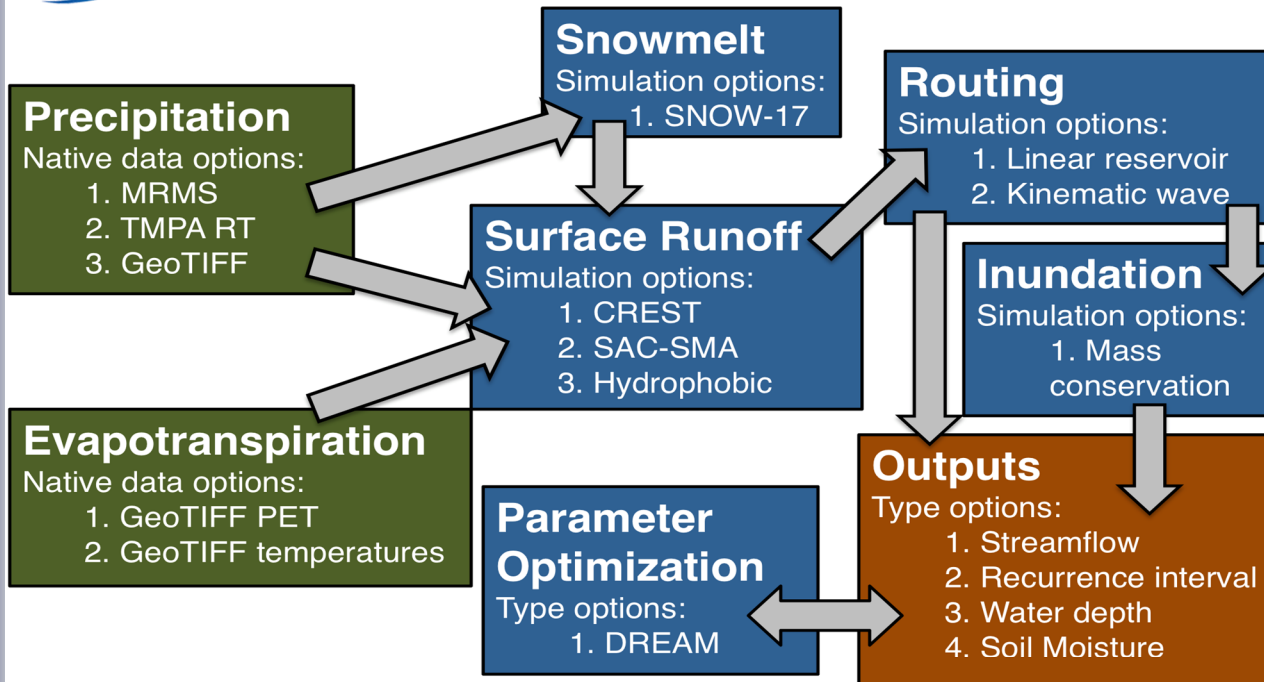 Snowmelt
Simulation options:
1. SNOW-17
Precipitation
Native data options:
1. MRMS
2. TMPA RT
3. GeoTIFF
Routing
Simulation options:
1. Linear reservoir
2. Kinematic wave
Surface Runoff
Simulation options:
1. CREST
2. SAC-SMA
3. Hydrophobic
Inundation
Simulation options:
1. Mass
conservation
Evapotranspiration
Native data options:
1. GeoTIFF PET
2. GeoTIFF temperatures
Parameter
Optimization
Type options:
1. DREAM
Outputs
Type options:
1. Streamflow
2. Recurrence interval
3. Water depth
4. Soil Moisture